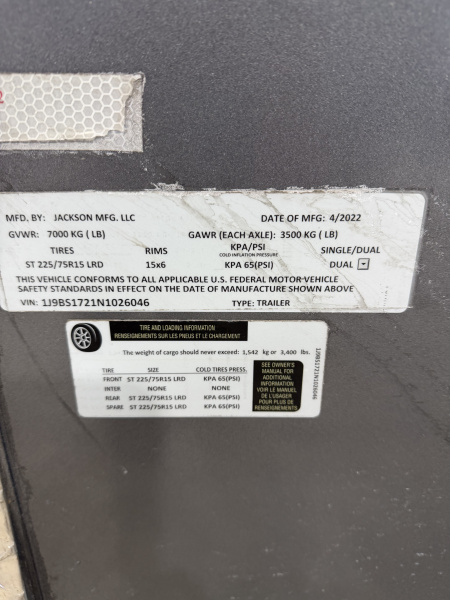 MFD. BY: JACKSON MFG. LLC DATE OF MFG: 4/2022
GVWR: 7000 KG ( LB) GAWR (EACH AXLE): 3500 KG ( LB)
TIRES RIMS KPA/PSI COLD INFLATION PRESSURE SINGLE/DUAL
ST 225/75R15 LRD 15x6 KPA 65(PSI) DUAL
THIS VEHICLE CONFORMS TO ALL APPLICABLE U.S. FEDERAL MOTOR VEHICLE
SAFETY STANDARDS IN EFFECT ON THE DATE OF MANUFACTURE SHOWN ABOVE
VIN: 1J9BS1721N1026046 TYPE: TRAILER
TIRE AND LOADING INFORMATION
RENSEIGNEMENTS SUR LES PNEUS ET LE CHARGEMENT
The weight of cargo should never exceed: 1,542 kg or 3,400 lbs.
TIRE SIZE COLD TIRES PRESS.
FRONT ST 225/75R15 LRD KPA 65(PSI)
INTER NONE NONE
REAR ST 225/75R15 LRD KPA 65(PSI)
SPARE ST 225/75R15 LRD KPA 65(PSI)
SEE OWNER'S
MANUAL FOR
ADDITIONAL
INFORMATION
VOIR LE MANUEL
DE L'USAGER
POUR PLUS DE
RENSEIGNEMENTS
1J9BS1721N1026046